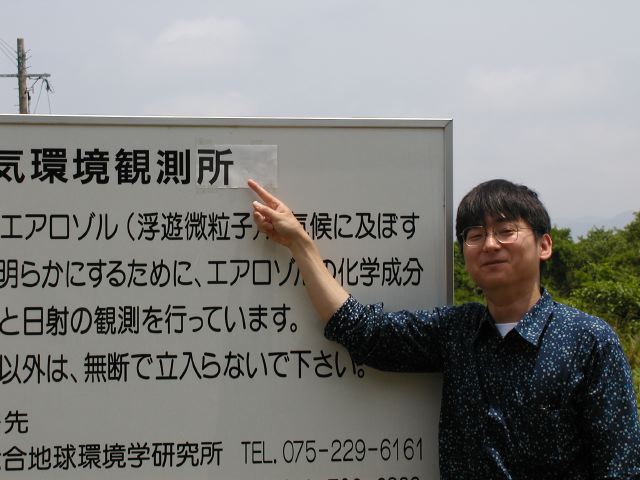 気環境観測所
エアロゾル(浮遊微粒子) 気候に及ぼす
明らかにするために、エアロゾルの化学成分
と日射の観測を行っています。
以外は、無断で立入らないで下さい。
先
合地球環境学研究所 TEL.075-229-6161